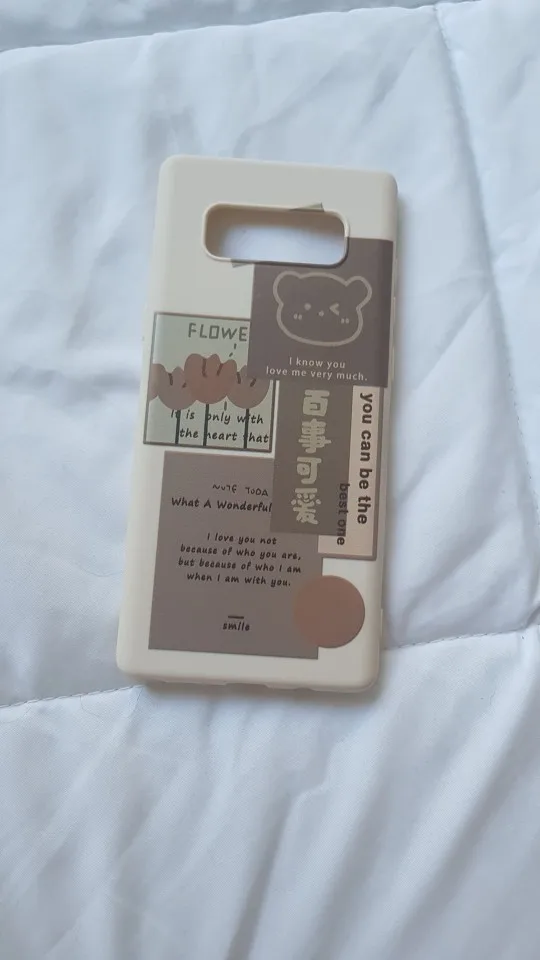 FLOWE
I know you
love me very much.
It is only with
the heart that
百事可爱
you can be the
best one
What A Wonderful
I love you not
because of who you are,
but because of who I am
when I am with you.
smile